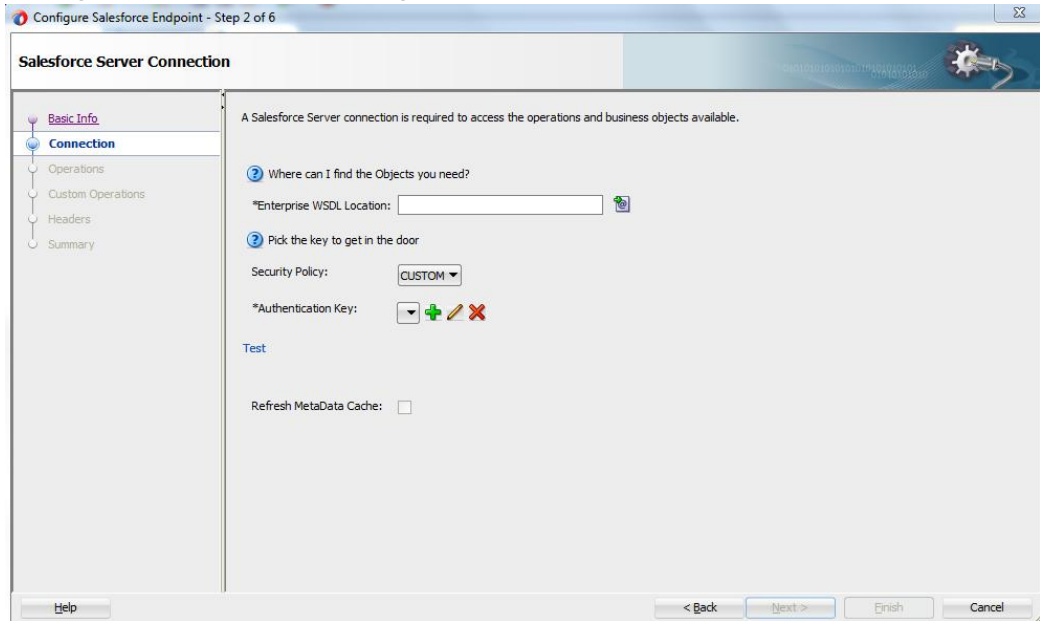 Configure Salesforce Endpoint - Step 2 of 6
Salesforce Server Connection
Basic Info
Connection
Operations
Custom Operations
Headers
Summary
A Salesforce Server connection is required to access the operations and business objects available.
Where can I find the Objects you need?
*Enterprise WSDL Location:
Pick the key to get in the door
Security Policy:
CUSTOM
*Authentication Key:
Test
Refresh MetaData Cache:
Help
< Back
Next >
Finish
Cancel